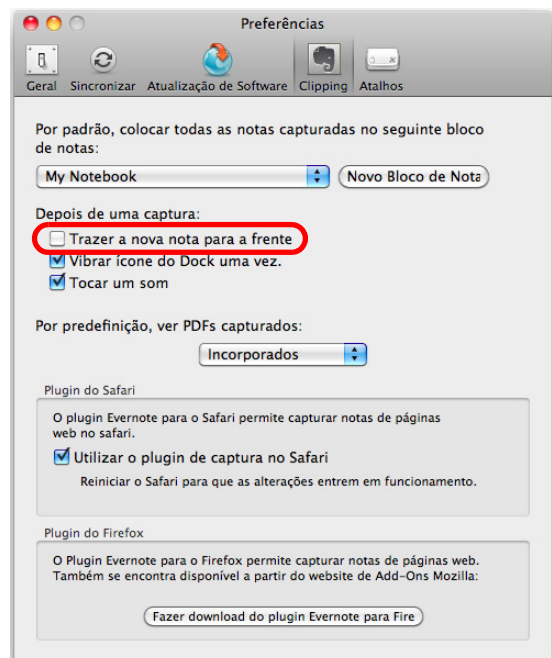 Preferências
Geral Sincronizar Atualização de Software Clipping Atalhos
Por padrão, colocar todas as notas capturadas no seguinte bloco
de notas:
My Notebook Novo Bloco de Nota
Depois de uma captura:
Trazer a nova nota para a frente
Vibrar ícone do Dock uma vez.
Tocar um som
Por predefinição, ver PDFs capturados:
Incorporados
Plugin do Safari
O plugin Evernote para o Safari permite capturar notas de páginas
web no safari.
Utilizar o plugin de captura no Safari
Reiniciar o Safari para que as alterações entrem em funcionamento.
Plugin do Firefox
O Plugin Evernote para o Firefox permite capturar notas de páginas web.
Também se encontra disponível a partir do website de Add-Ons Mozilla:
Fazer download do plugin Evernote para Fire